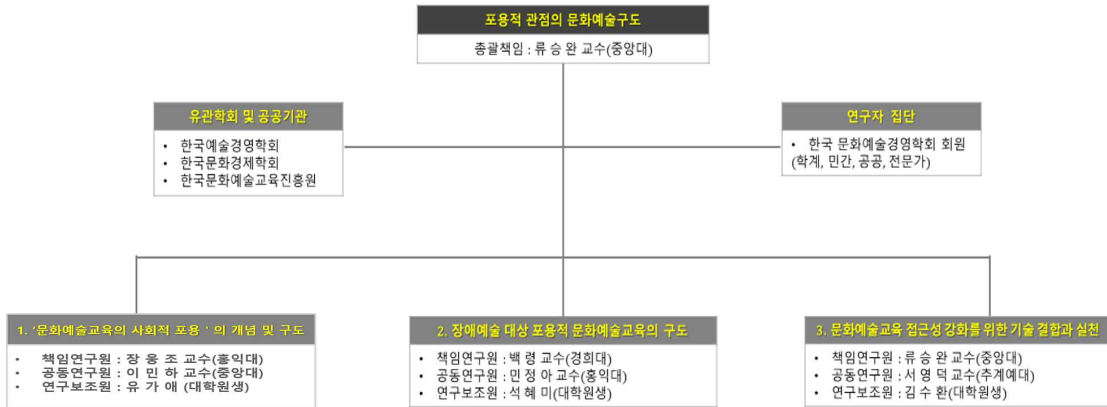 포용적 관점의 문화예술구도
총괄책임 : 류 승 완 교수(중앙대)
유관학회 및 공공기관
• 한국예술경영학회
• 한국문화경제학회
• 한국문화예술교육진흥원
연구자 집단
• 한국 문화예술경영학회 회원
(학계, 민간, 공공, 전문가)
1. ‘문화예술교육의 사회적 포용 ’ 의 개념 및 구도
• 책임연구원 : 장 웅 조 교수(홍익대)
• 공동연구원 : 이 민 하 교수(중앙대)
• 연구보조원 : 유 가 애 (대학원생)
2. 장애예술 대상 포용적 문화예술교육의 구도
• 책임연구원 : 백 령 교수(경희대)
• 공동연구원 : 민 정 아 교수(홍익대)
• 연구보조원 : 석 혜 미(대학원생)
3. 문화예술교육 접근성 강화를 위한 기술 결합과 실천
• 책임연구원 : 류 승 완 교수(중앙대)
• 공동연구원 : 서 영 덕 교수(추계예대)
• 연구보조원 : 김 수 환(대학원생)